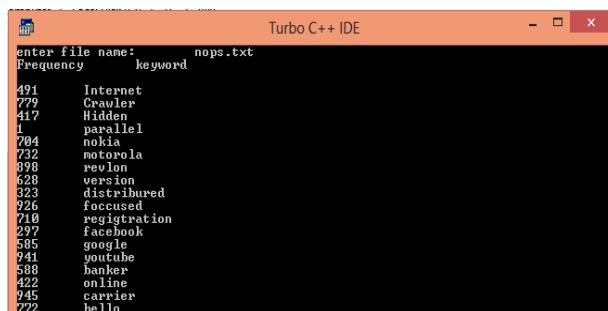 Turbo C++ IDE
enter file name: nops.txt
Frequency keyword
491 Internet
779 Crawler
417 Hidden
1 parallel
704 nokia
732 motorola
898 revlon
628 version
323 distribured
926 foccused
710 regigtration
297 facebook
585 google
941 youtube
588 banker
422 online
945 carrier
772 hello